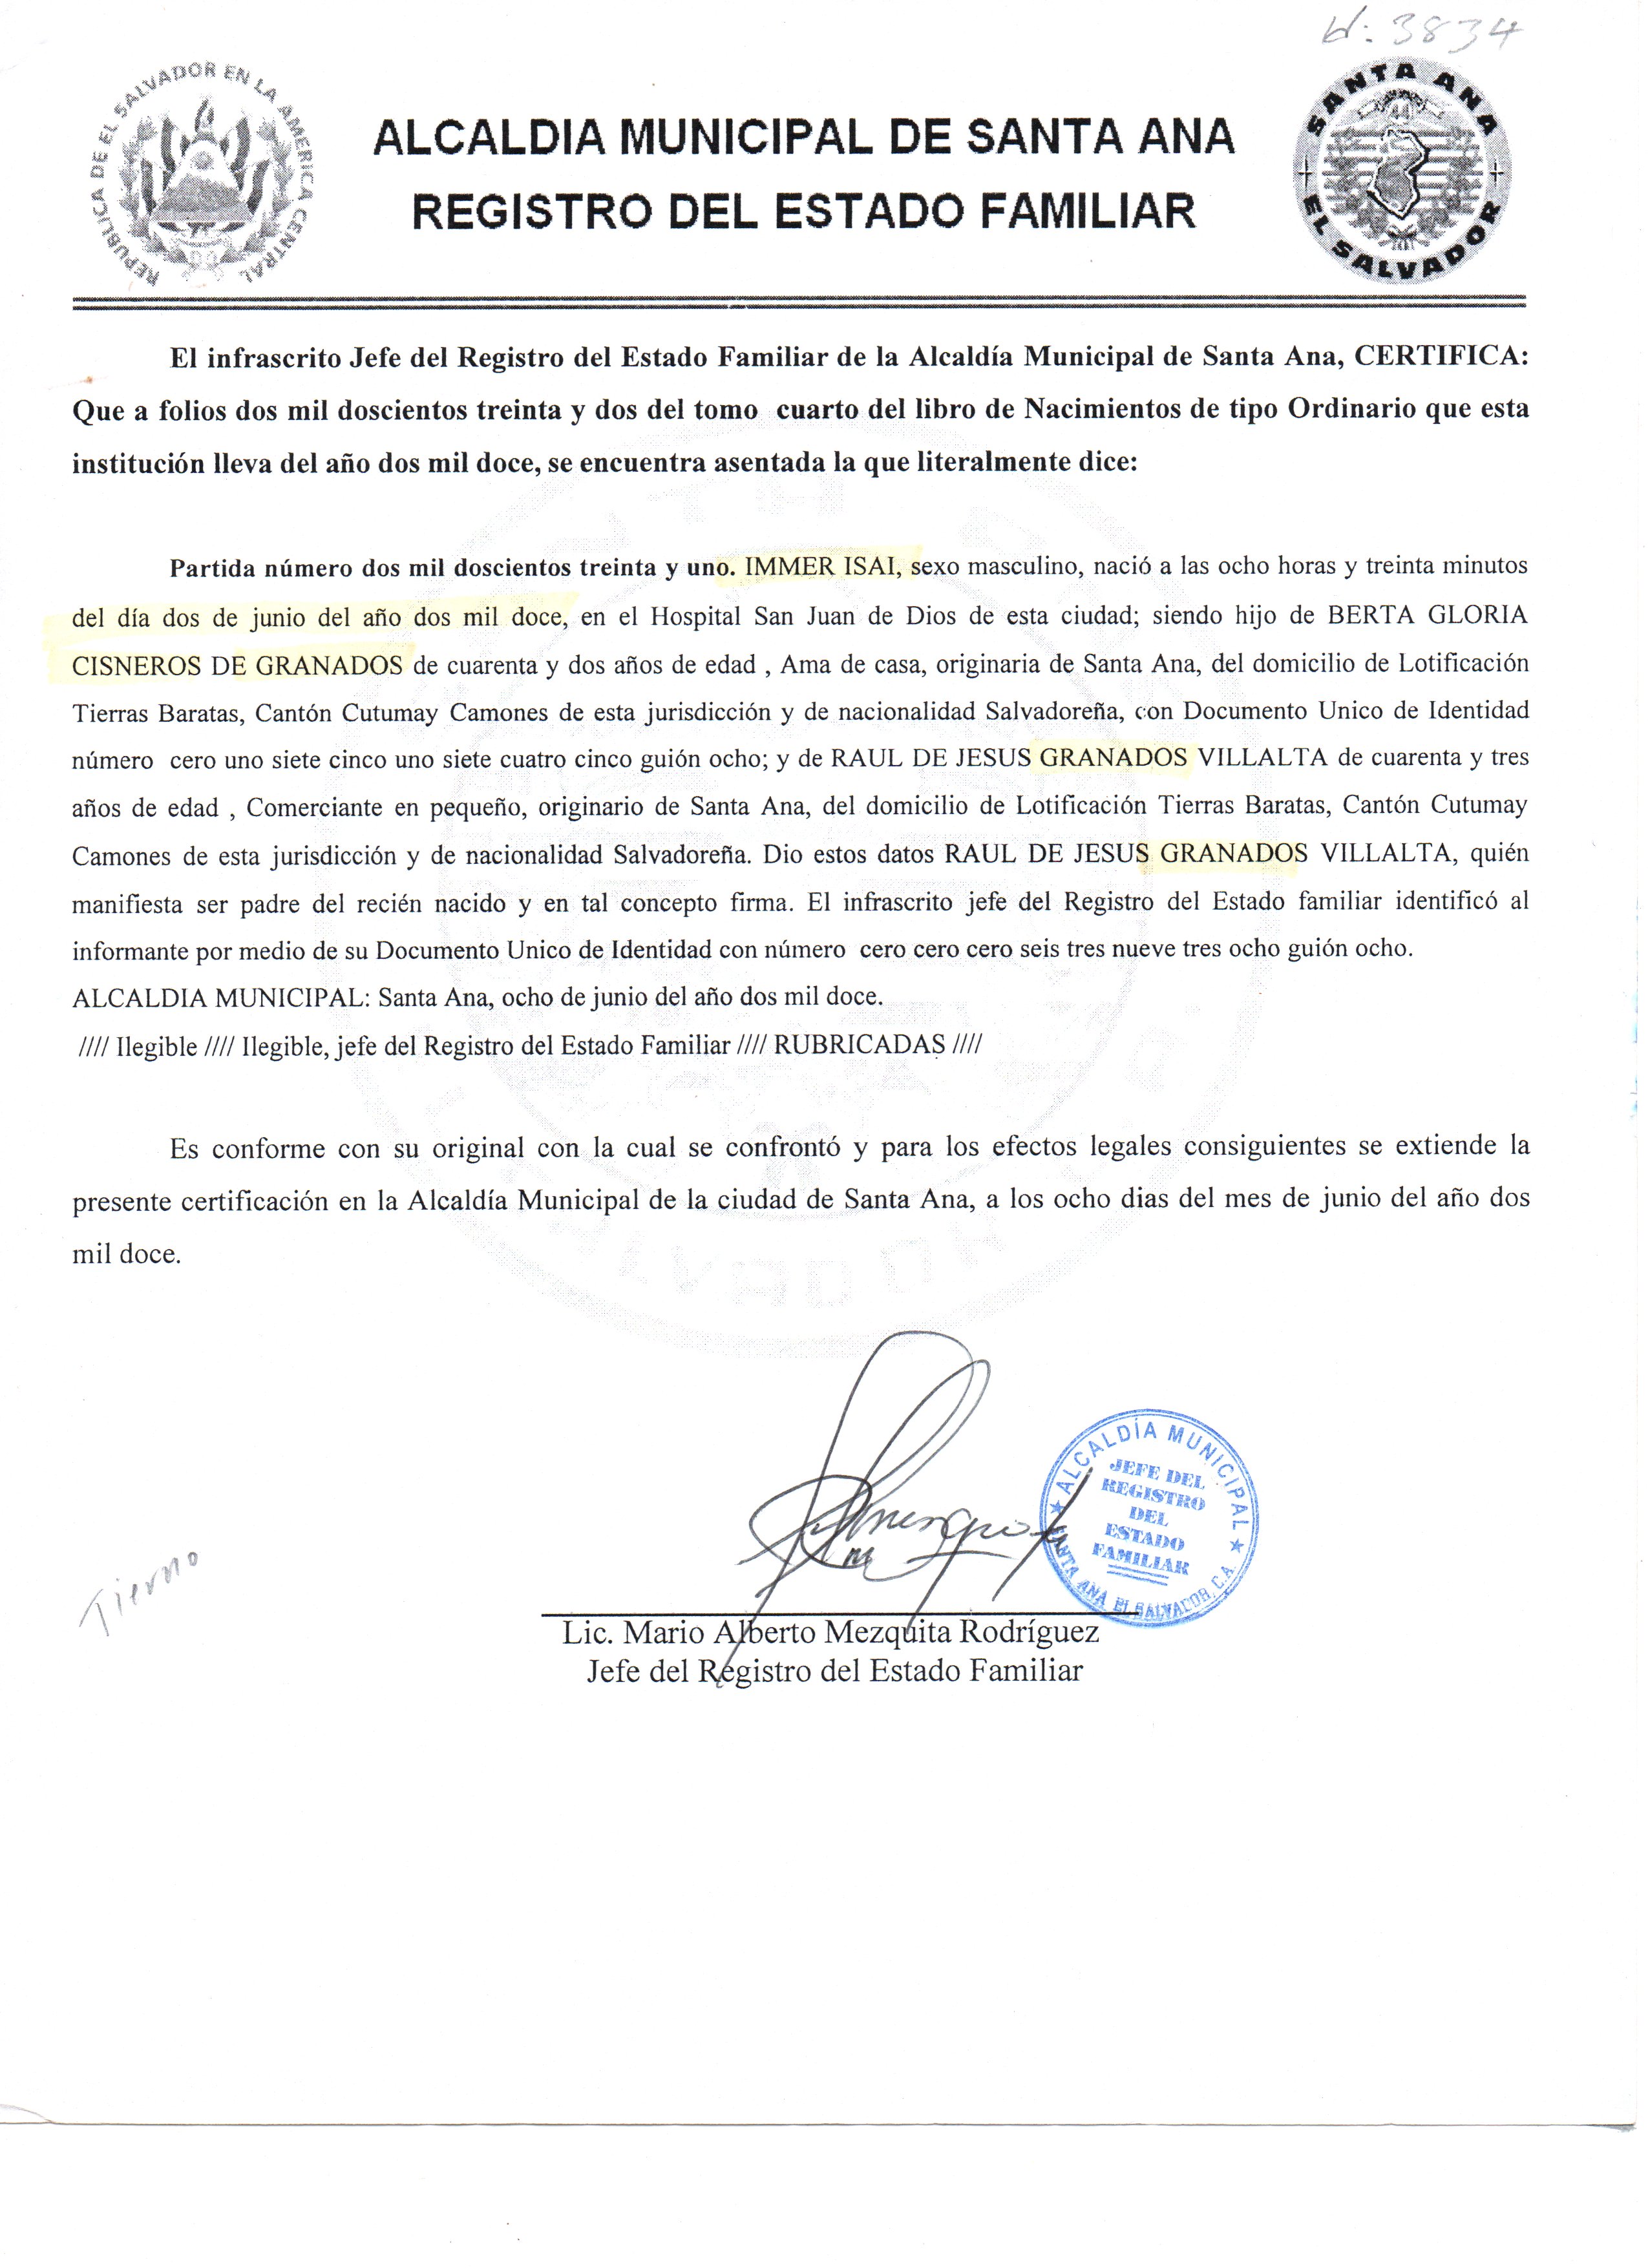 id: 3834
REPUBLICA DE EL SALVADOR EN LA AMERICA CENTRAL
SANTA ANA
EL SALVADOR
ALCALDIA MUNICIPAL DE SANTA ANA
REGISTRO DEL ESTADO FAMILIAR
El infrascrito Jefe del Registro del Estado Familiar de la Alcaldía Municipal de Santa Ana, CERTIFICA:
Que a folios dos mil doscientos treinta y dos del tomo cuarto del libro de Nacimientos de tipo Ordinario que esta
institución lleva del año dos mil doce, se encuentra asentada la que literalmente dice:
Partida número dos mil doscientos treinta y uno. IMMER ISAI, sexo masculino, nació a las ocho horas y treinta minutos
del día dos de junio del año dos mil doce, en el Hospital San Juan de Dios de esta ciudad; siendo hijo de BERTA GLORIA
CISNEROS DE GRANADOS de cuarenta y dos años de edad , Ama de casa, originaria de Santa Ana, del domicilio de Lotificación
Tierras Baratas, Cantón Cutumay Camones de esta jurisdicción y de nacionalidad Salvadoreña, con Documento Unico de Identidad
número cero uno siete cinco uno siete cuatro cinco guión ocho; y de RAUL DE JESUS GRANADOS VILLALTA de cuarenta y tres
años de edad , Comerciante en pequeño, originario de Santa Ana, del domicilio de Lotificación Tierras Baratas, Cantón Cutumay
Camones de esta jurisdicción y de nacionalidad Salvadoreña. Dio estos datos RAUL DE JESUS GRANADOS VILLALTA, quién
manifiesta ser padre del recién nacido y en tal concepto firma. El infrascrito jefe del Registro del Estado familiar identificó al
informante por medio de su Documento Unico de Identidad con número cero cero cero seis tres nueve tres ocho guión ocho.
ALCALDIA MUNICIPAL: Santa Ana, ocho de junio del año dos mil doce.
//// Ilegible //// Ilegible, jefe del Registro del Estado Familiar //// RUBRICADAS ////
Es conforme con su original con la cual se confrontó y para los efectos legales consiguientes se extiende la
presente certificación en la Alcaldía Municipal de la ciudad de Santa Ana, a los ocho dias del mes de junio del año dos
mil doce.
ALCALDÍA MUNICIPAL
JEFE DEL
REGISTRO
DEL
ESTADO
FAMILIAR
SANTA ANA EL SALVADOR, C.A.
Tierno
Lic. Mario Alberto Mezquita Rodríguez
Jefe del Registro del Estado Familiar